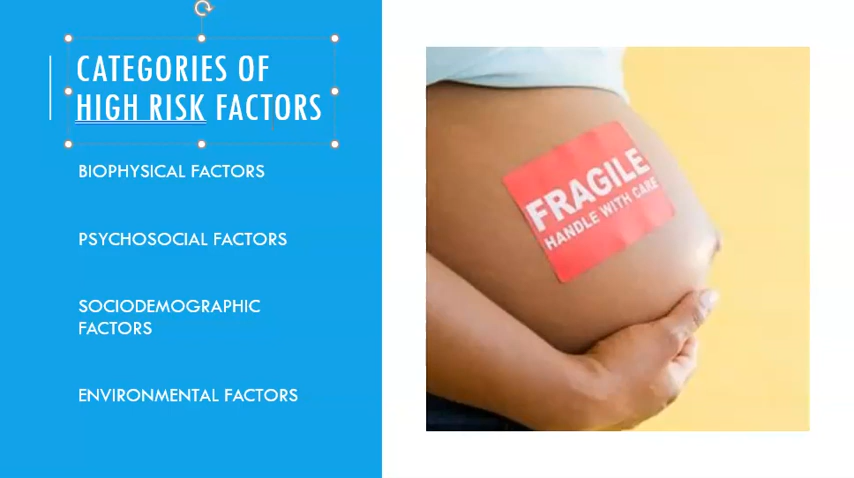 CATEGORIES OF
HIGH RISK FACTORS
BIOPHYSICAL FACTORS
PSYCHOSOCIAL FACTORS
SOCIODEMOGRAPHIC
FACTORS
ENVIRONMENTAL FACTORS
FRAGILE
HANDLE WITH CARE